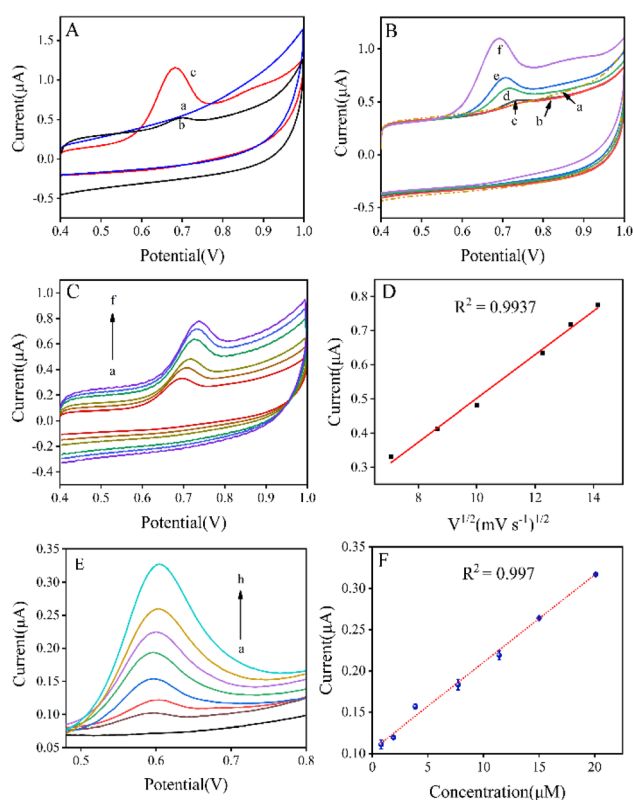 A
1.5
1.0
0.5
0.0
-0.5
Current(μA)
c
a
b
0.4 0.5 0.6 0.7 0.8 0.9 1.0
Potential(V)
B
1.0
0.5
0.0
-0.5
Current(μA)
f
e
d
c
b
a
0.4 0.5 0.6 0.7 0.8 0.9 1.0
Potential(V)
C
1.0
0.8
0.6
0.4
0.2
0.0
-0.2
-0.4
Current(μA)
f
a
0.4 0.5 0.6 0.7 0.8 0.9 1.0
Potential(V)
D
R² = 0.9937
0.8
0.7
0.6
0.5
0.4
0.3
Current(μA)
8 10 12 14
V^1/2(mV s^-1)^1/2
E
0.35
0.30
0.25
0.20
0.15
0.10
0.05
Current(μA)
h
a
0.5 0.6 0.7 0.8
Potential(V)
F
R² = 0.997
0.35
0.30
0.25
0.20
0.15
0.10
Current(μA)
0 5 10 15 20
Concentration(μM)